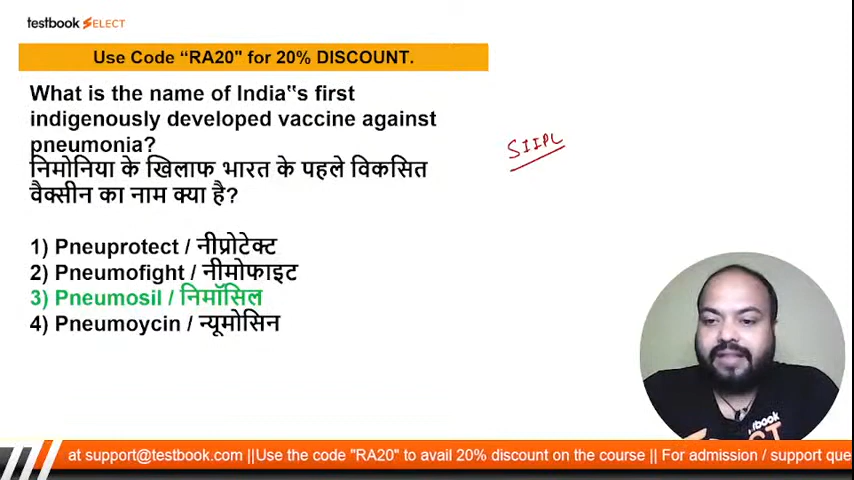 testbook SELECT
Use Code “RA20" for 20% DISCOUNT.
What is the name of India‟s first
indigenously developed vaccine against
pneumonia?
निमोनिया के खिलाफ भारत के पहले विकसित
वैक्सीन का नाम क्या है?
SIIPL
1) Pneuprotect / नीप्रोटेक्ट
2) Pneumofight / नीमोफाइट
3) Pneumosil / निमॉसिल
4) Pneumoycin / न्यूमोसिन
at support@testbook.com ||Use the code "RA20" to avail 20% discount on the course || For admission / support que